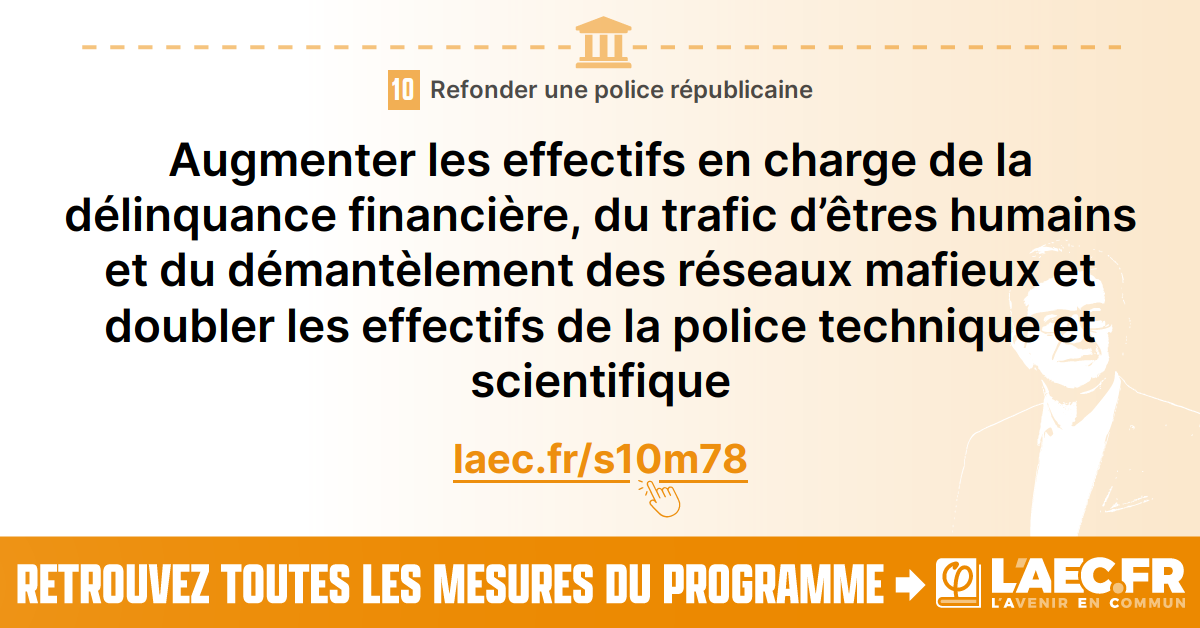 10 Refonder une police républicaine
Augmenter les effectifs en charge de la
délinquance financière, du trafic d’êtres humains
et du démantèlement des réseaux mafieux et
doubler les effectifs de la police technique et
scientifique
laec.fr/s10m78
RETROUVEZ TOUTES LES MESURES DU PROGRAMME
L'AEC.FR
L'AVENIR EN COMMUN